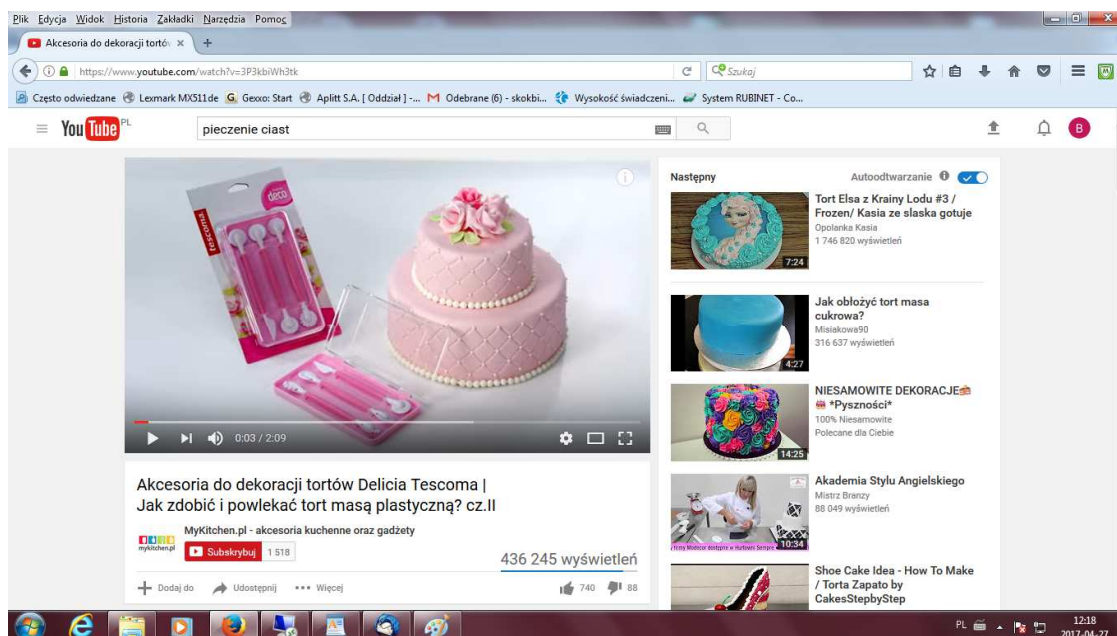 Plik Edycja Widok Historia Zakładki Narzędzia Pomoc
Akcesoria do dekoracji tortów
https://www.youtube.com/watch?v=3P3kbiWh3tk
Szukaj
Często odwiedzane Lexmark MX511de Gexxo: Start Aplitt S.A. [ Oddział ] -... Odebrane (6) - skokbi... Wysokość świadczeni... System RUBINET - Co...
YouTube PL
pieczenie ciast
B
deco
tescoma
0:03 / 2:09
Akcesoria do dekoracji tortów Delicia Tescoma |
Jak zdobić i powlekać tort masą plastyczną? cz.II
MyKitchen.pl - akcesoria kuchenne oraz gadżety
mykitchen.pl
Subskrybuj 1 518
436 245 wyświetleń
Dodaj do Udostępnij Więcej
740 88
Następny Autoodtwarzanie
Tort Elsa z Krainy Lodu #3 /
Frozen/ Kasia ze slaska gotuje
Opolanka Kasia
1 746 820 wyświetleń
7:24
Jak obłożyć tort masa
cukrowa?
Misiakowa90
316 637 wyświetleń
4:27
NIESAMOWITE DEKORACJE🍰
🎂 *Pyszności*
100% Niesamowite
Polecane dla Ciebie
14:25
Akademia Stylu Angielskiego
Mistrz Branzy
88 049 wyświetleń
10:34
Shoe Cake Idea - How To Make
/ Torta Zapato by
CakesStepbyStep
PL
12:18
2017-04-27